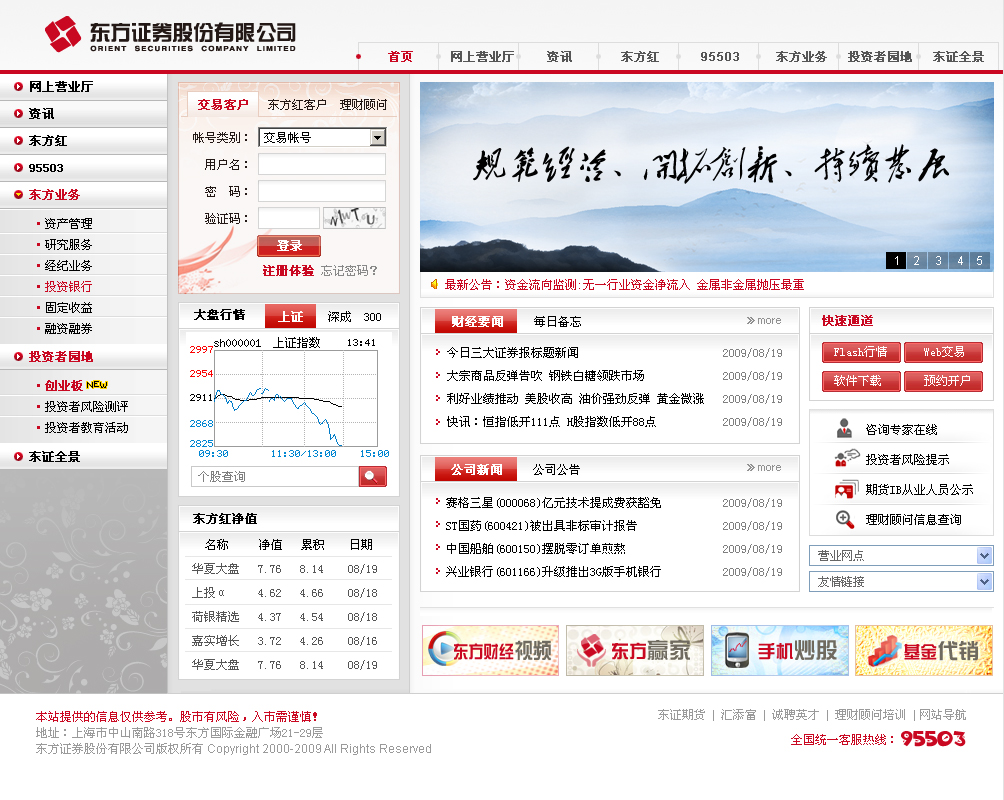 东方证券股份有限公司
ORIENT SECURITIES COMPANY LIMITED
首页 网上营业厅 资讯 东方红 95503 东方业务 投资者园地 东证全景
网上营业厅
资讯
东方红
95503
东方业务
资产管理
研究服务
经纪业务
投资银行
固定收益
融资融券
投资者园地
创业板 NEW
投资者风险测评
投资者教育活动
东证全景
交易客户 东方红客户 理财顾问
帐号类别： 交易帐号
用户名：
密 码：
验证码： MWTU
登录
注册体验 忘记密码？
大盘行情 上证 深成 300
sh000001 上证指数 13:41
2997
2954
2911
2868
2825
09:30 11:30/13:00 15:00
个股查询
东方红净值
名称 净值 累积 日期
华夏大盘 7.76 8.14 08/19
上投α 4.62 4.66 08/18
荷银精选 4.37 4.54 08/18
嘉实增长 3.72 4.26 08/16
华夏大盘 7.76 8.14 08/19
规范经营、开拓创新、持续发展
1 2 3 4 5
最新公告：资金流向监测:无一行业资金净流入 金属非金属抛压最重
财经要闻 每日备忘 more
今日三大证券报标题新闻 2009/08/19
大宗商品反弹告吹 钢铁白糖领跌市场 2009/08/19
利好业绩推动 美股收高 油价强劲反弹 黄金微涨 2009/08/19
快讯：恒指低开111点 H股指数低开88点 2009/08/19
公司新闻 公司公告 more
赛格三星(000068)亿元技术提成费获豁免 2009/08/19
ST国药(600421)被出具非标审计报告 2009/08/19
中国船舶(600150)摆脱零订单煎熬 2009/08/19
兴业银行(601166)升级推出3G版手机银行 2009/08/19
快速通道
Flash行情 Web交易
软件下载 预约开户
咨询专家在线
投资者风险提示
期货IB从业人员公示
理财顾问信息查询
营业网点
友情链接
东方财经视频 东方赢家 手机炒股 基金代销
本站提供的信息仅供参考。股市有风险，入市需谨慎！
地址：上海市中山南路318号东方国际金融广场21-29层
东方证券股份有限公司版权所有 Copyright 2000-2009 All Rights Reserved
东证期货 | 汇添富 | 诚聘英才 | 理财顾问培训 | 网站导航
全国统一客服热线：95503